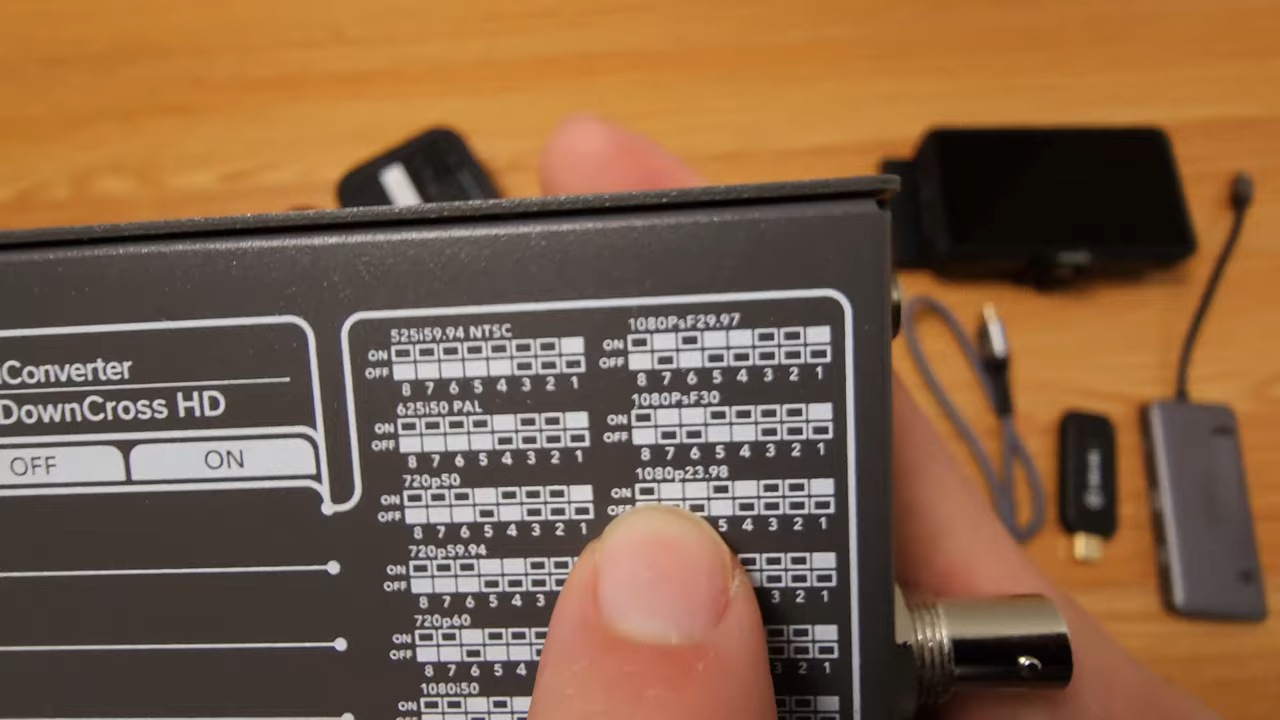 iConverter
DownCross HD
OFF ON
525i59.94 NTSC
ON
OFF
8 7 6 5 4 3 2 1
625i50 PAL
ON
OFF
8 7 6 5 4 3 2 1
720p50
ON
OFF
8 7 6 5 4 3 2 1
720p59.94
ON
OFF
8 7 6 5 4 3
720p60
ON
OFF
8 7 6 5 4
1080i50
ON
1080PsF29.97
ON
OFF
8 7 6 5 4 3 2 1
1080PsF30
ON
OFF
8 7 6 5 4 3 2 1
1080p23.98
ON
5 4 3 2 1
3 2 1
3 2 1